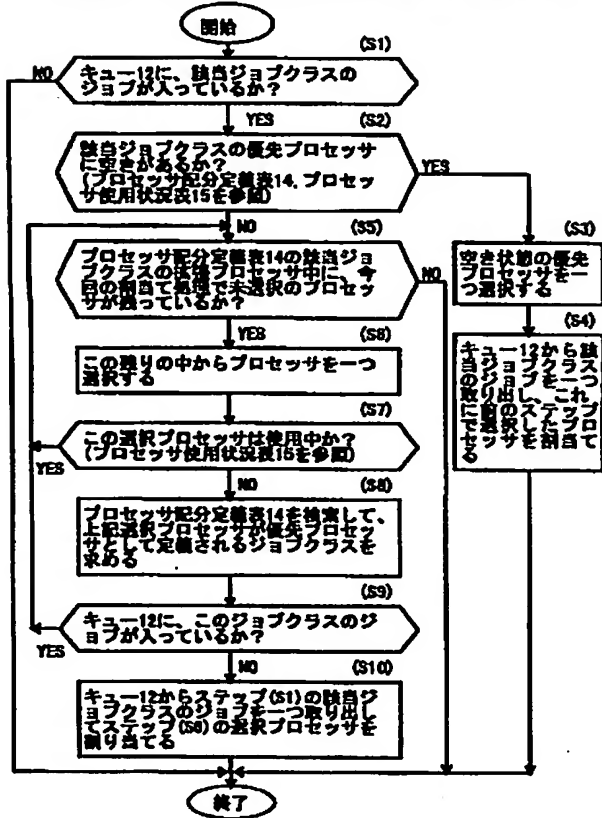 開始
(S1)
NO
キュー12に、該当ジョブクラスの
ジョブが入っているか?
YES
(S2)
該当ジョブクラスの優先プロセッサ
に空きがあるか?
(プロセッサ配分定義表14,プロセッ
サ使用状況表15を参照)
YES
NO
(S3)
空き状態の優先
プロセッサを一
つ選択する
(S5)
プロセッサ配分定義表14の該当ジョ
ブクラスの プロセッサ中に、今
回の割当て処理で未選択のプロセッ
サが残っているか?
NO
YES
(S4)
キュー12から該
当ジョブクラス
のジョブを一つ
取り出し、これ
に前のステップ
で選択したプロ
セッサを割当て
る
(S6)
この残りの中からプロセッサを一つ
選択する
(S7)
この選択プロセッサは使用中か?
(プロセッサ使用状況表15を参照)
YES
NO
(S8)
プロセッサ配分定義表14を検索して、
上記選択プロセッサが優先プロセッ
サとして定義されるジョブクラスを
求める
(S9)
キュー12に、このジョブクラスのジ
ョブが入っているか?
YES
NO
(S10)
キュー12からステップ(S1)の該当ジ
ョブクラスのジョブを一つ取り出し
てステップ(S6)の選択プロセッサを
割り当てる
終了